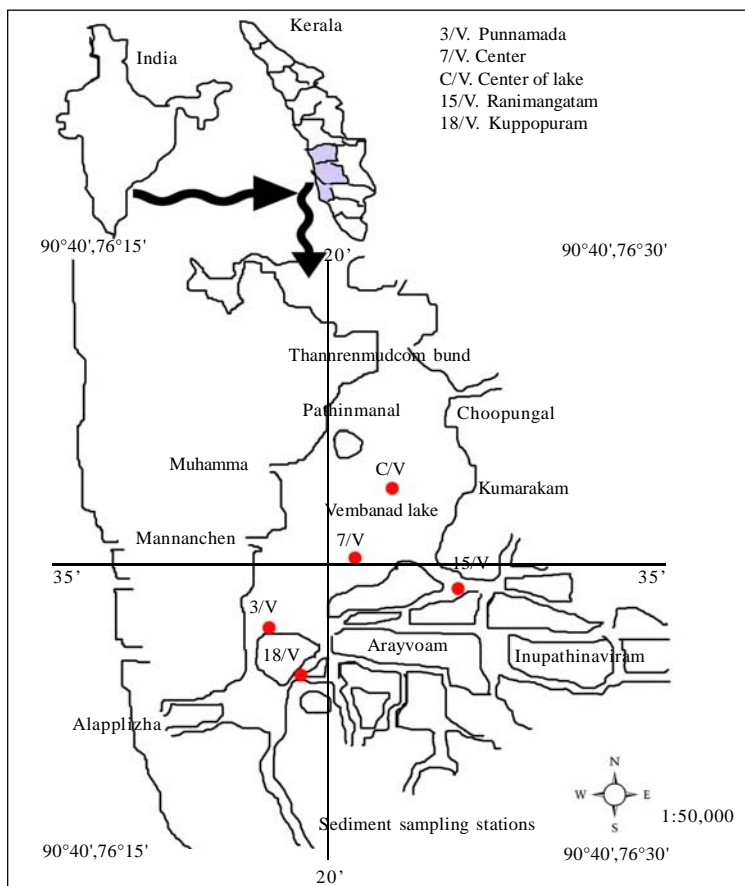 Kerala
India
3/V. Punnamada
7/V. Center
C/V. Center of lake
15/V. Ranimangatam
18/V. Kuppopuram
90°40',76°15'
20'
90°40',76°30'
Thannrenmudcom bund
Pathinmanal
Choopungal
Muhamma
C/V
Kumarakam
Vembanad lake
Mannanchen
7/V
15/V
35'
35'
3/V
18/V
Arayvoam
Inupathinaviram
Alapplizha
N
W
E
S
1:50,000
Sediment sampling stations
90°40',76°15'
90°40',76°30'
20'